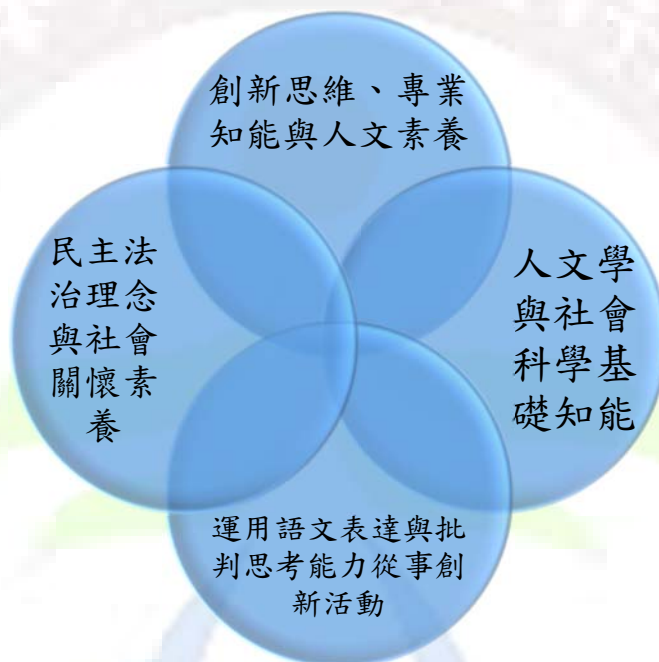 創新思維、專業
知能與人文素養
民主法
治理念
與社會
關懷素
養
人文學
與社會
科學基
礎知能
運用語文表達與批
判思考能力從事創
新活動